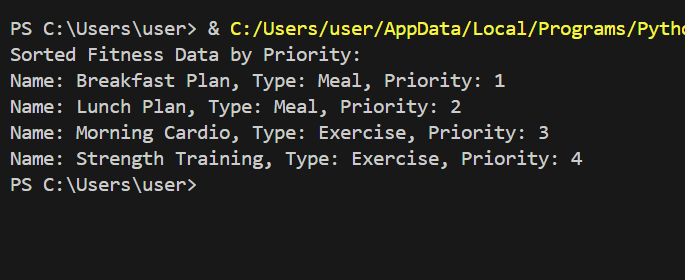 PS C:\Users\user> & C:/Users/user/AppData/Local/Programs/Pytho
Sorted Fitness Data by Priority:
Name: Breakfast Plan, Type: Meal, Priority: 1
Name: Lunch Plan, Type: Meal, Priority: 2
Name: Morning Cardio, Type: Exercise, Priority: 3
Name: Strength Training, Type: Exercise, Priority: 4
PS C:\Users\user>